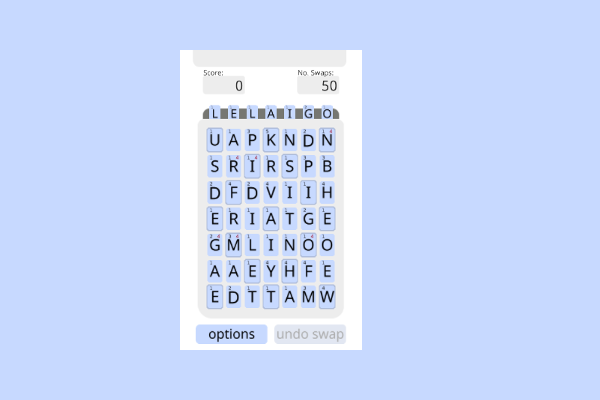 Score: No. Swaps:
0 50
L E L A I G O
U A P K N D N
S R I R S P B
D F D V I I H
E R I A T G E
G M L I N O O
A A E Y H F E
E D T T A M W
options undo swap